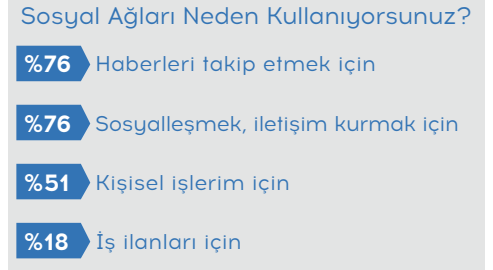 Sosyal Ağları Neden Kullanıyorsunuz?
%76 Haberleri takip etmek için
%76 Sosyalleşmek, iletişim kurmak için
%51 Kişisel işlerim için
%18 İş ilanları için